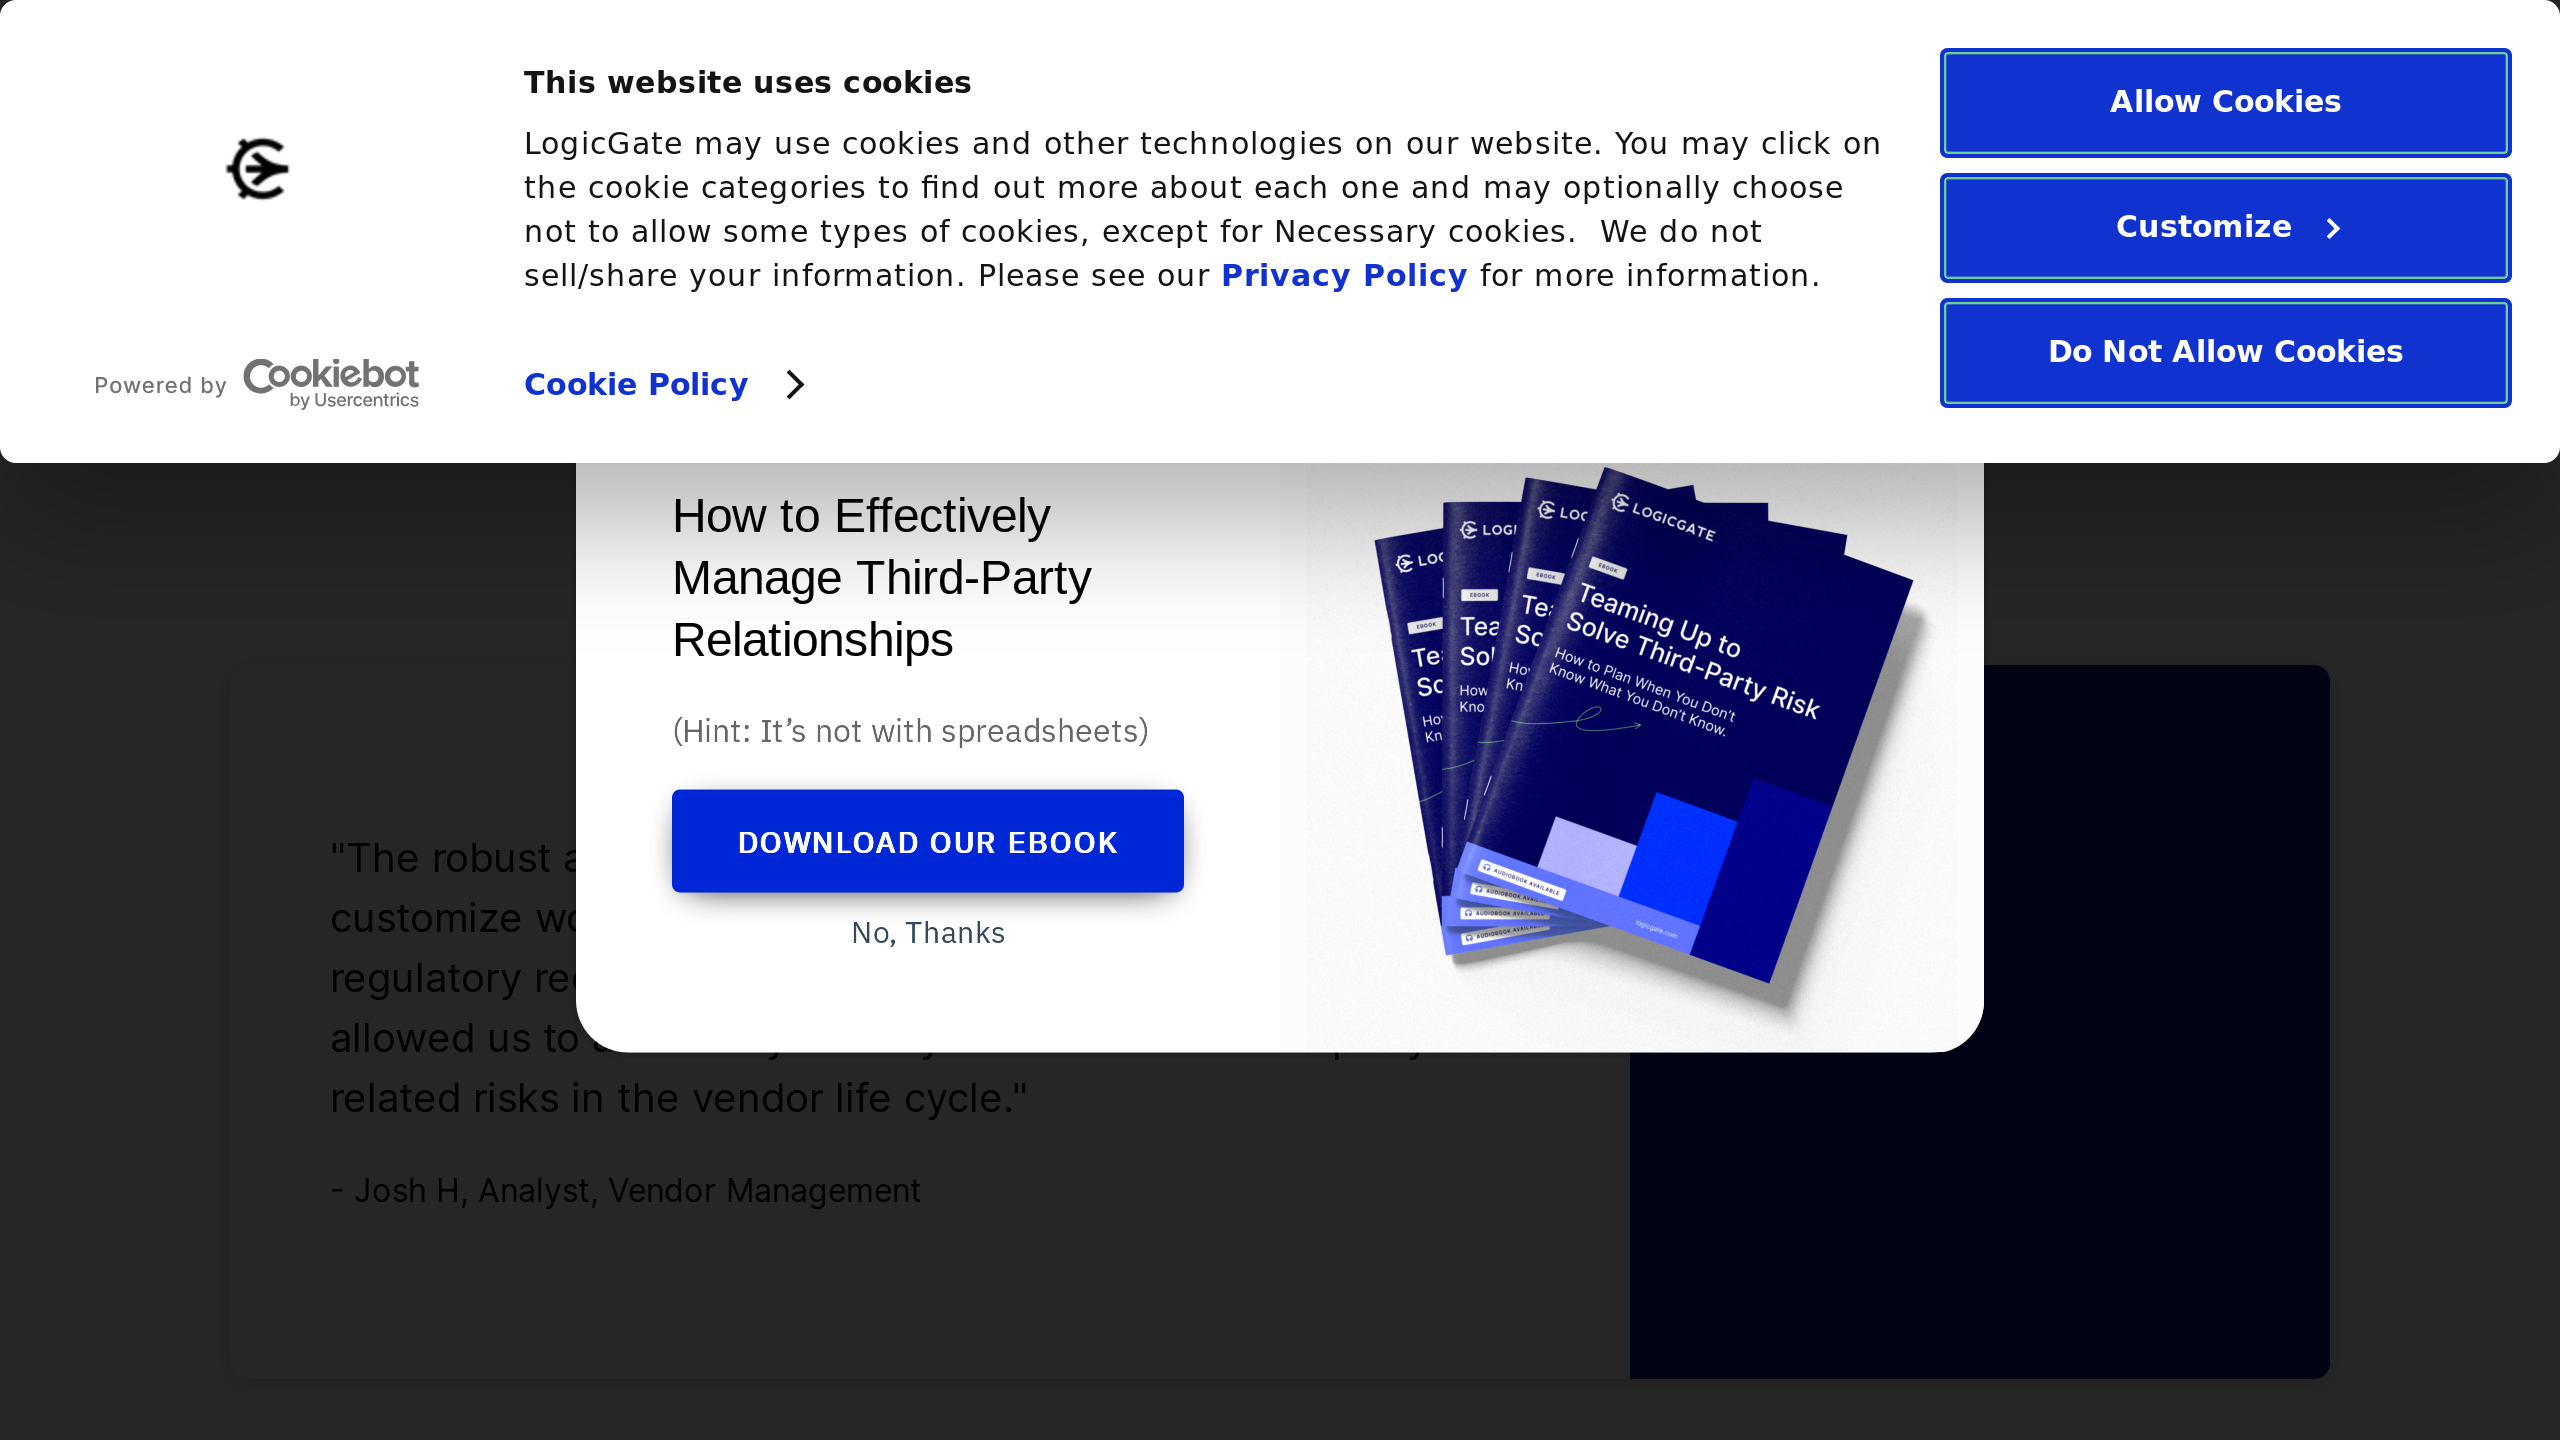 This website uses cookies
LogicGate may use cookies and other technologies on our website. You may click on
the cookie categories to find out more about each one and may optionally choose
not to allow some types of cookies, except for Necessary cookies.  We do not
sell/share your information. Please see our Privacy Policy for more information.
Powered by Cookiebot
by Usercentrics
Cookie Policy
Allow Cookies
Customize
Do Not Allow Cookies
How to Effectively
Manage Third-Party
Relationships
(Hint: It’s not with spreadsheets)
DOWNLOAD OUR EBOOK
No, Thanks
LOGICGATE
EBOOK
Teaming Up to
Solve Third-Party Risk
How to Plan When You Don't
Know What You Don't Know.
AUDIOBOOK AVAILABLE
logicgate.com
"The robust
customize
regulatory
allowed us to
related risks in the vendor life cycle."
- Josh H, Analyst, Vendor Management